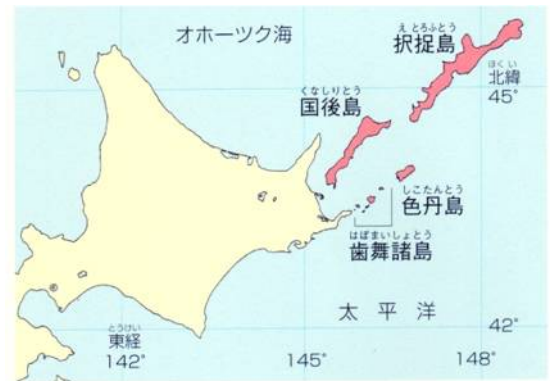 オホーツク海
えとろふとう
択捉島
ほくい
北緯
45°
くなしりとう
国後島
しこたんとう
色丹島
はぼまいしょとう
歯舞諸島
太平洋
42°
とうけい
東経
142°
145°
148°